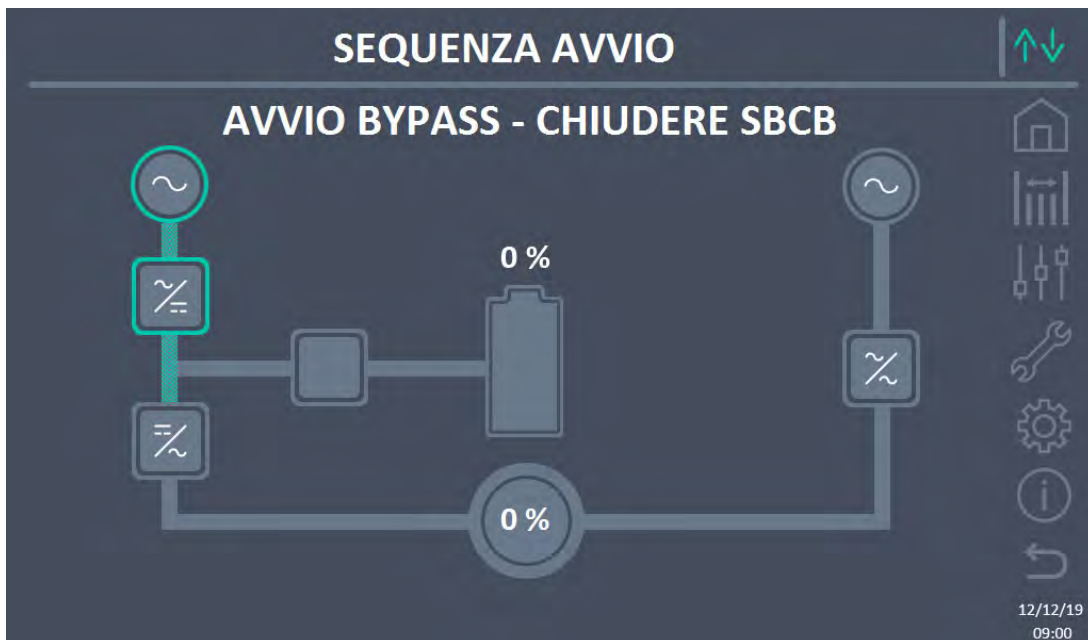 SEQUENZA AVVIO
AVVIO BYPASS - CHIUDERE SBCB
0 %
0 %
12/12/19
09:00